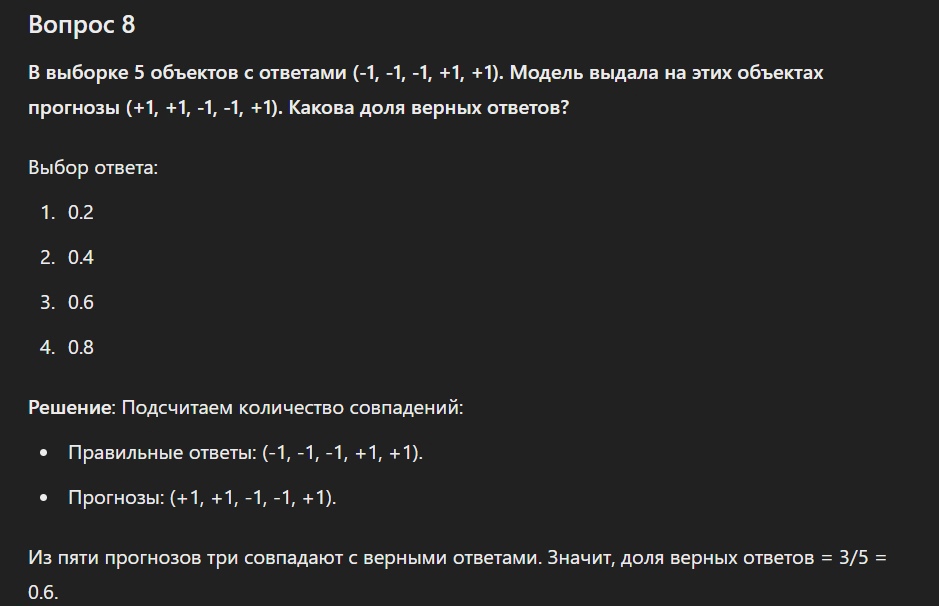 Вопрос 8
В выборке 5 объектов с ответами (-1, -1, -1, +1, +1). Модель выдала на этих объектах
прогнозы (+1, +1, -1, -1, +1). Какова доля верных ответов?
Выбор ответа:
1. 0.2
2. 0.4
3. 0.6
4. 0.8
Решение: Подсчитаем количество совпадений:
• Правильные ответы: (-1, -1, -1, +1, +1).
• Прогнозы: (+1, +1, -1, -1, +1).
Из пяти прогнозов три совпадают с верными ответами. Значит, доля верных ответов = 3/5 =
0.6.